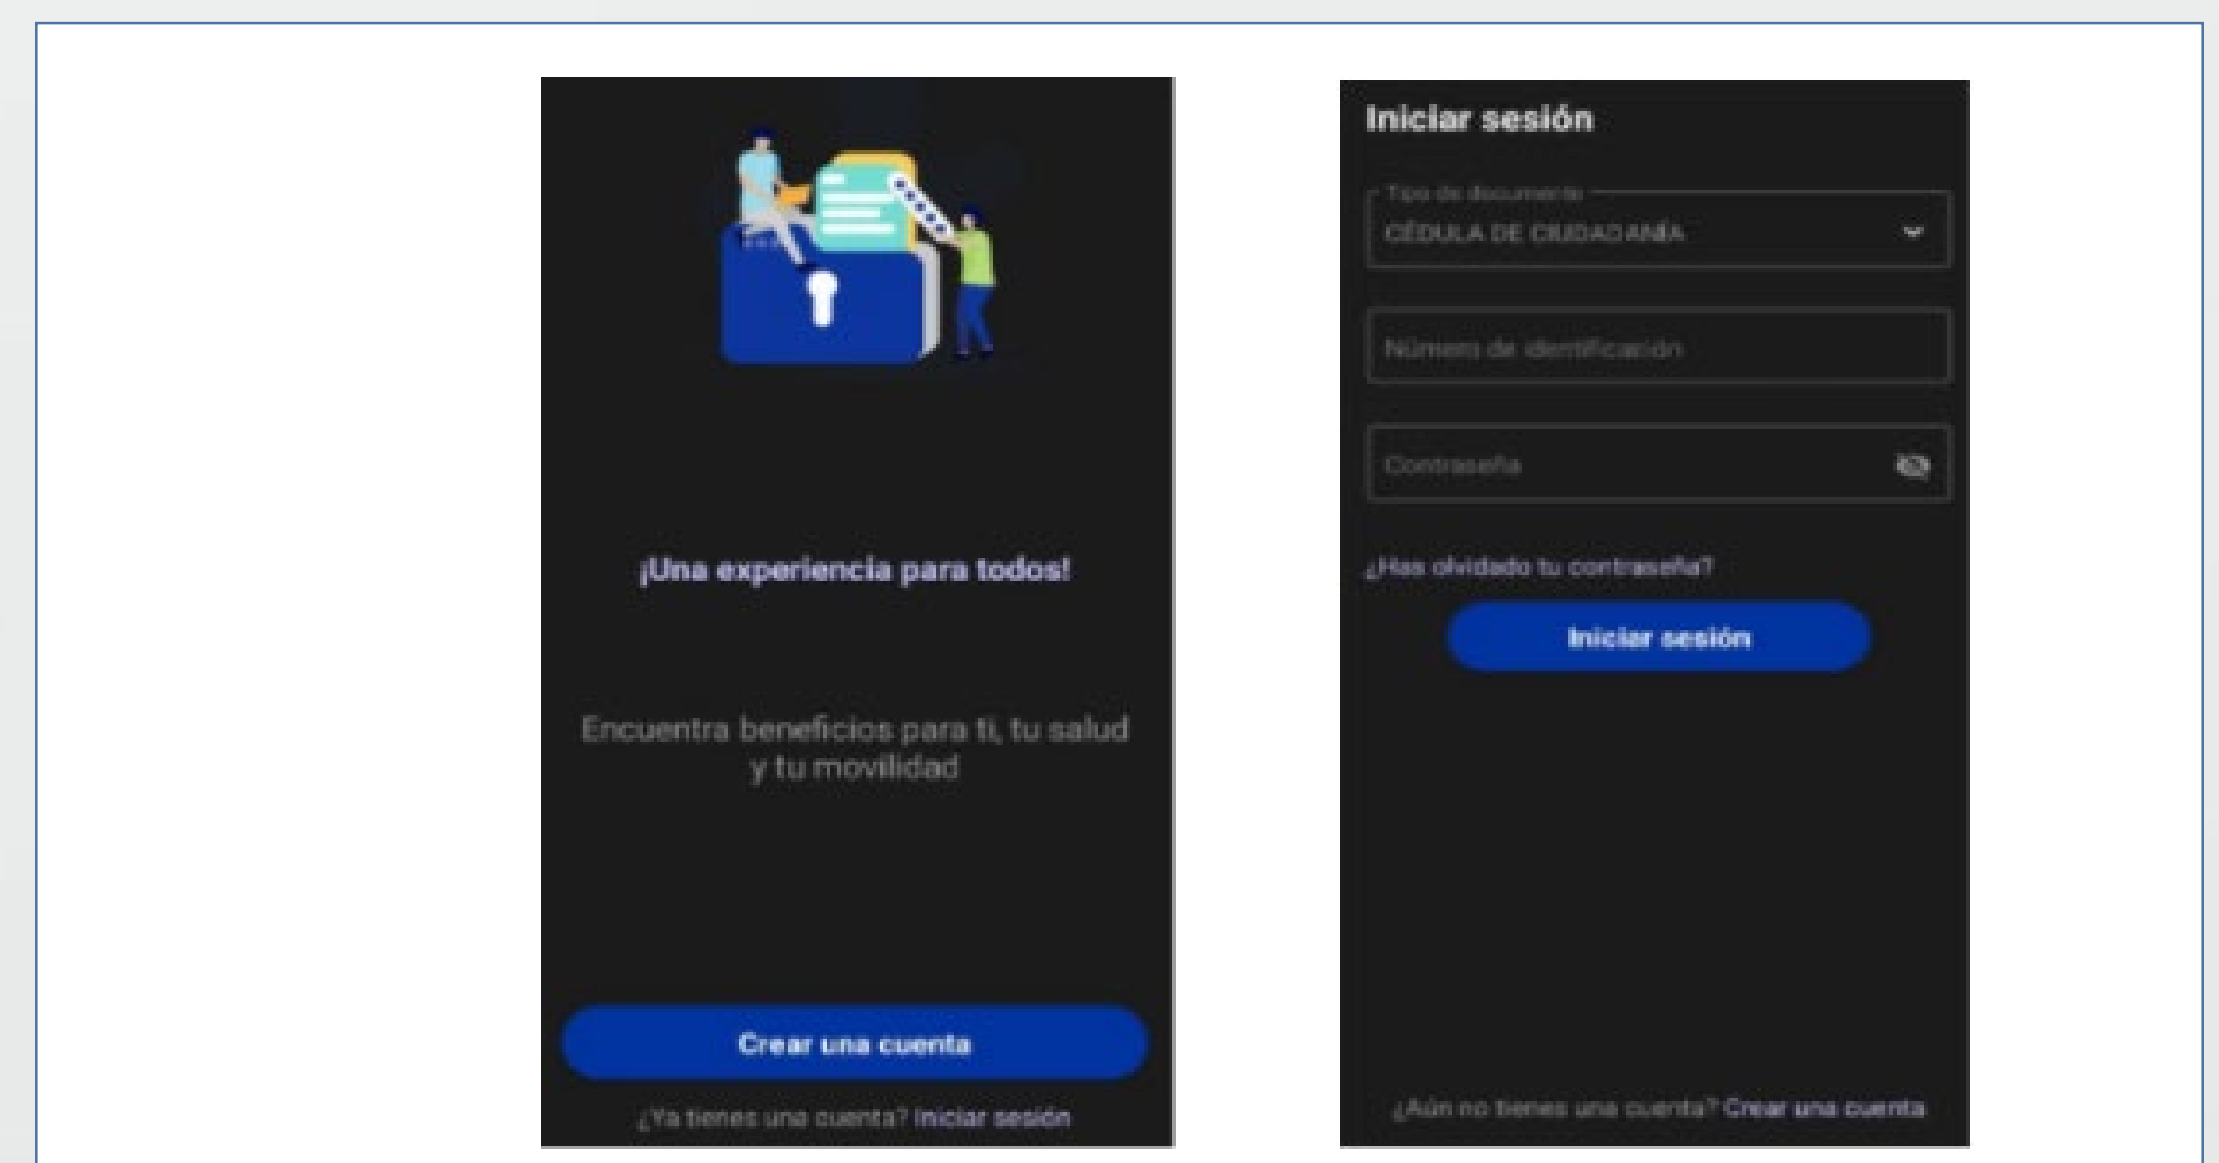 ¡Una experiencia para todos!
Encuentra beneficios para ti, tu salud
y tu movilidad
Crear una cuenta
¿Ya tienes una cuenta? Iniciar sesión
Iniciar sesión
Tipo de documento
CÉDULA DE CIUDADANÍA
Número de identificación
Contraseña
¿Has olvidado tu contraseña?
Iniciar sesión
¿Aún no tienes una cuenta? Crear una cuenta